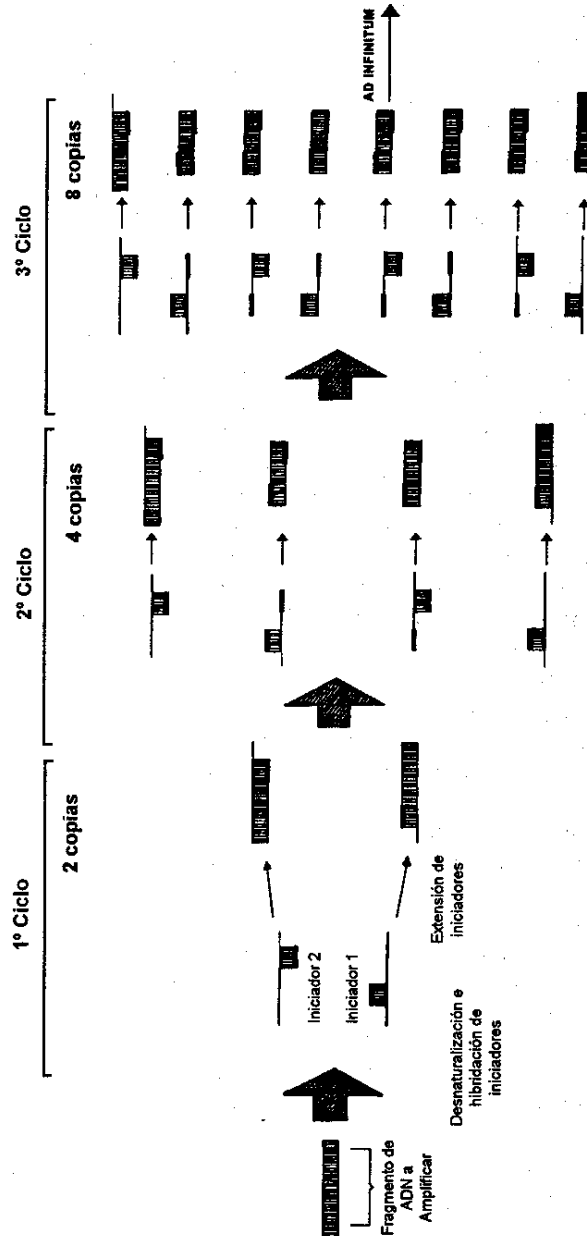 1º Ciclo
2º Ciclo
3º Ciclo
2 copias
4 copias
8 copias
Fragmento de
ADN a
Amplificar
Desnaturalización e
hibridación de
iniciadores
Iniciador 2
Iniciador 1
Extensión de
iniciadores
AD INFINITUM